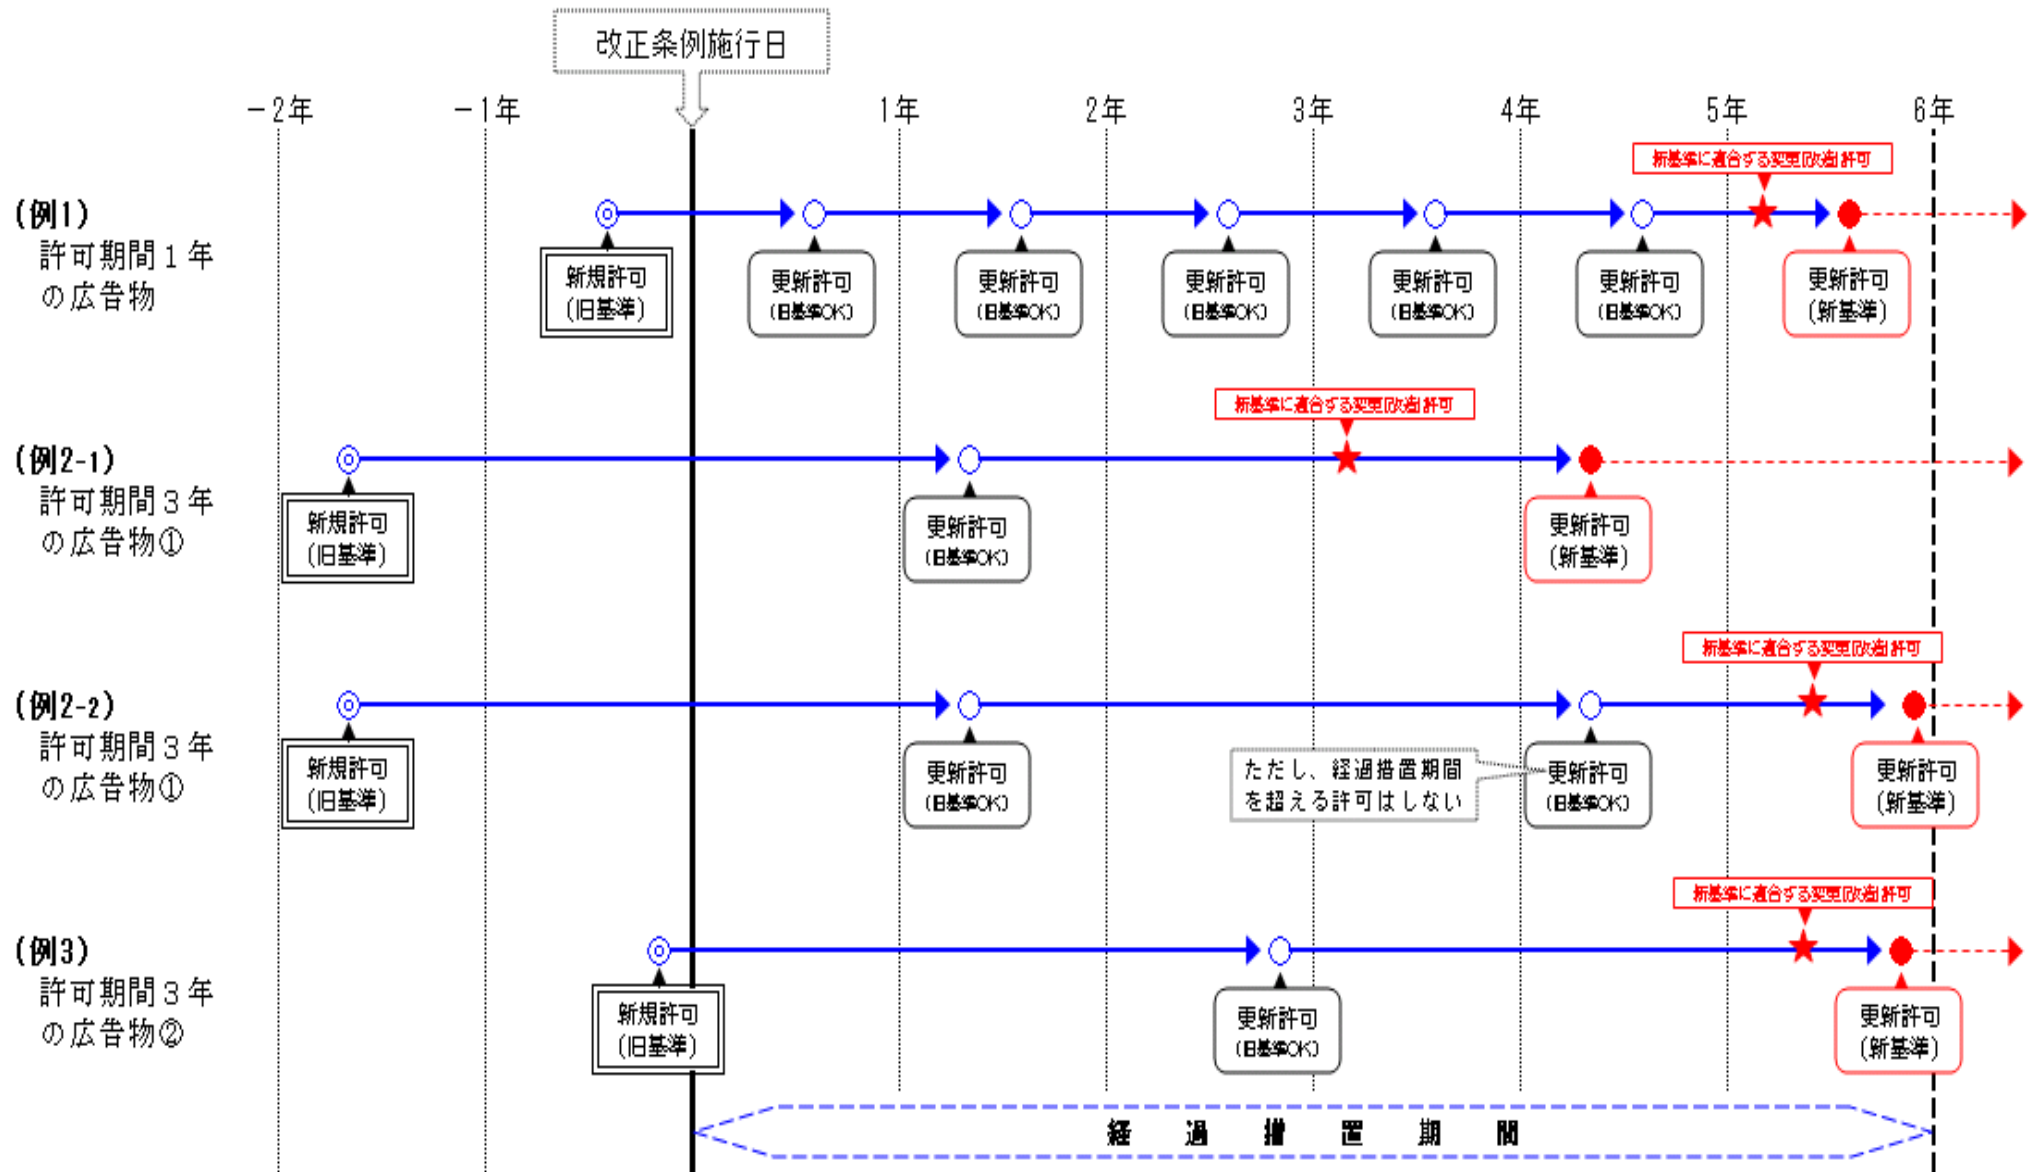 改正条例施行日
－2年 －1年 1年 2年 3年 4年 5年 6年
新基準に適合する変更(改造)許可
(例1)
許可期間１年
の広告物
新規許可
(旧基準)
更新許可
(旧基準OK)
更新許可
(旧基準OK)
更新許可
(旧基準OK)
更新許可
(旧基準OK)
更新許可
(旧基準OK)
更新許可
(新基準)
新基準に適合する変更(改造)許可
(例2-1)
許可期間３年
の広告物①
新規許可
(旧基準)
更新許可
(旧基準OK)
更新許可
(新基準)
新基準に適合する変更(改造)許可
(例2-2)
許可期間３年
の広告物①
新規許可
(旧基準)
更新許可
(旧基準OK)
ただし、経過措置期間
を超える許可はしない
更新許可
(旧基準OK)
更新許可
(新基準)
新基準に適合する変更(改造)許可
(例3)
許可期間３年
の広告物②
新規許可
(旧基準)
更新許可
(旧基準OK)
更新許可
(新基準)
経過措置期間